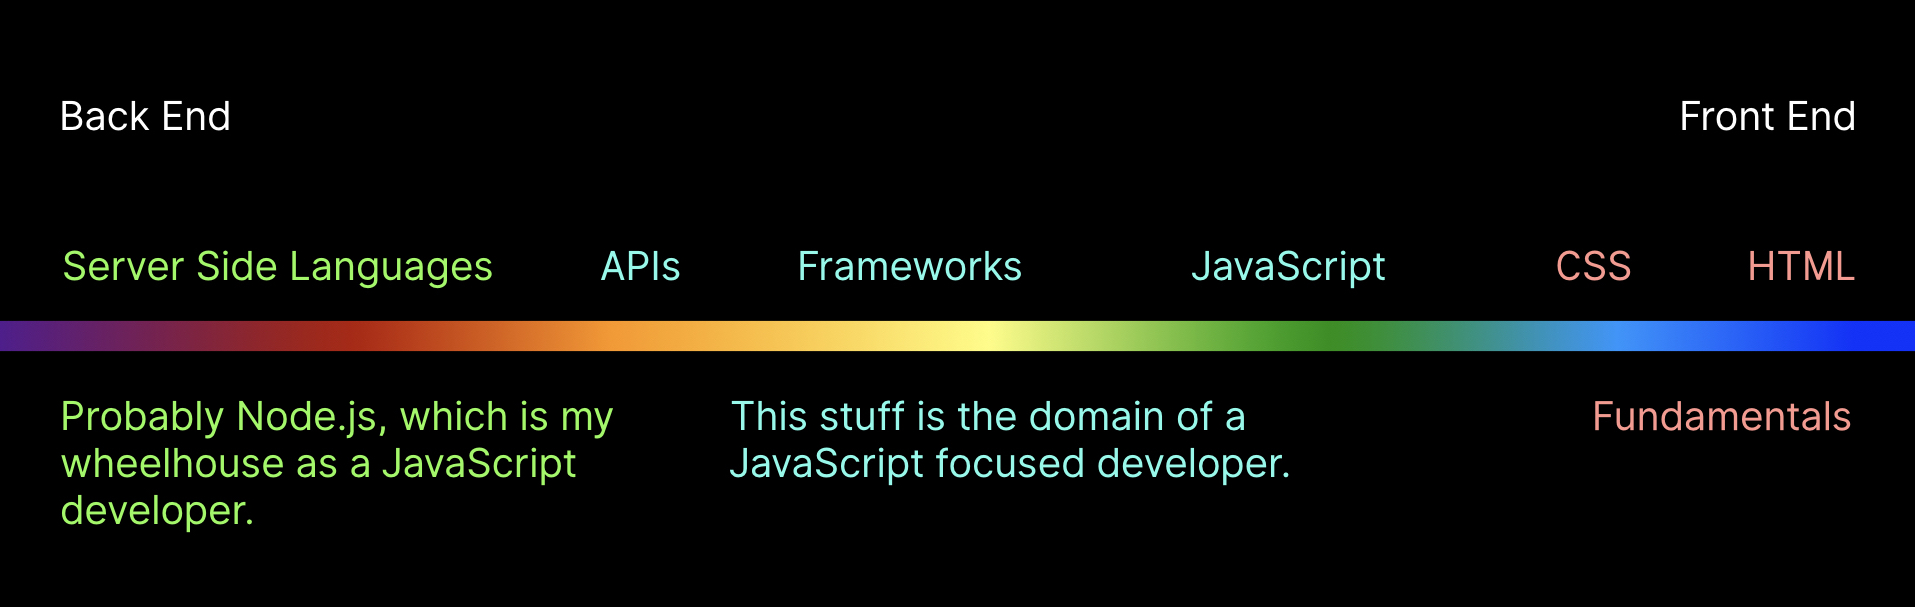 Back End
Front End
Server Side Languages
APIs
Frameworks
JavaScript
CSS
HTML
Probably Node.js, which is my
wheelhouse as a JavaScript
developer.
This stuff is the domain of a
JavaScript focused developer.
Fundamentals